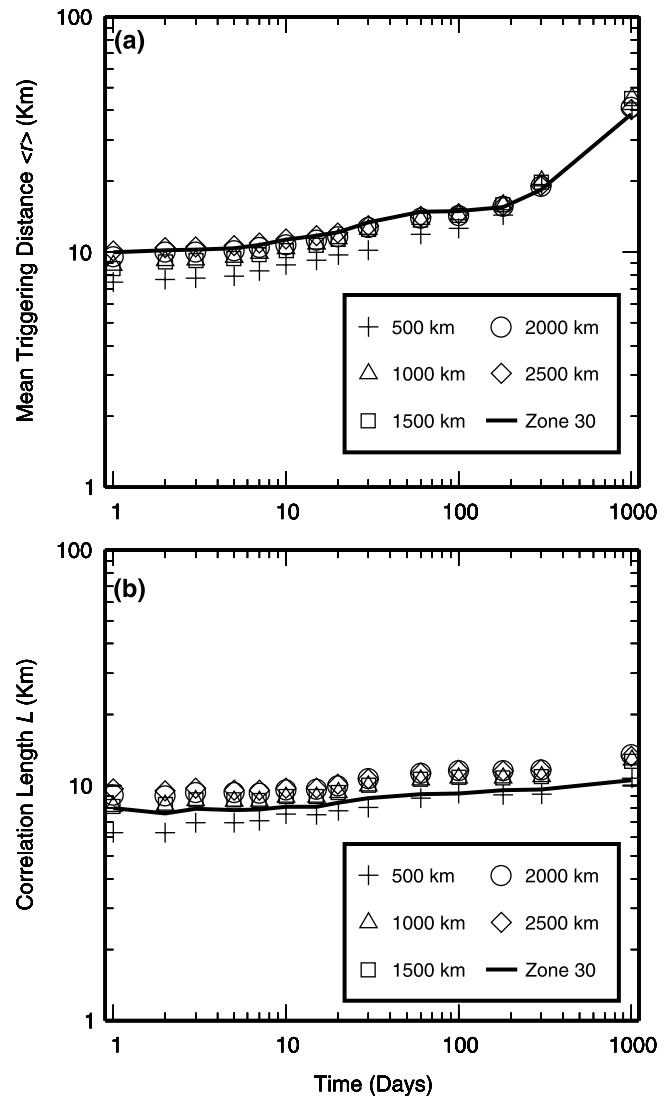 (a)
Mean Triggering Distance <r> (Km)
100
10
1
+ 500 km
2000 km
1000 km
2500 km
1500 km
Zone 30
1
10
100
1000
(b)
Correlation Length L (Km)
100
10
1
500 km
2000 km
1000 km
2500 km
1500 km
Zone 30
1
10
100
1000
Time (Days)